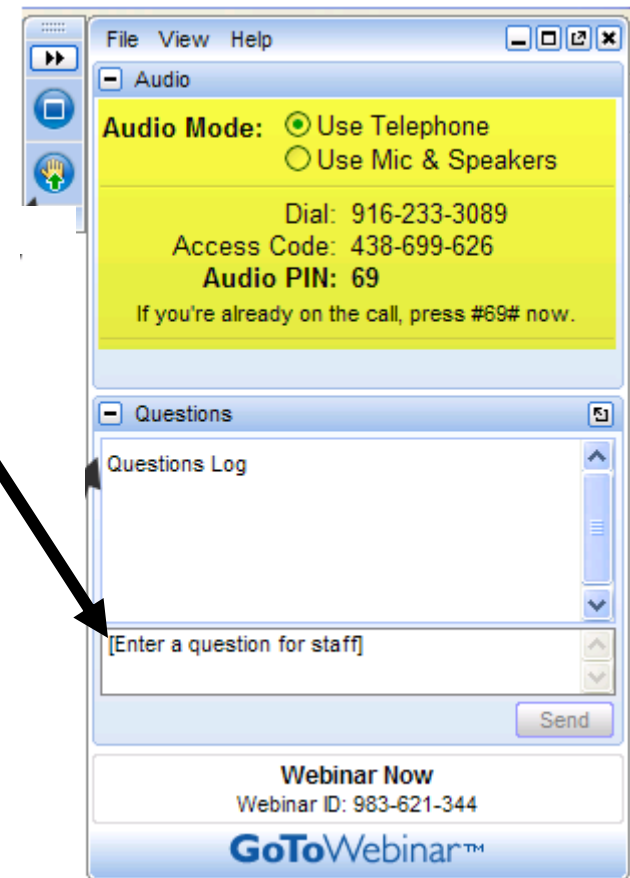 File View Help
Audio
Audio Mode: Use Telephone
Use Mic & Speakers
Dial: 916-233-3089
Access Code: 438-699-626
Audio PIN: 69
If you're already on the call, press #69# now.
Questions
Questions Log
[Enter a question for staff]
Send
Webinar Now
Webinar ID: 983-621-344
GoToWebinar™